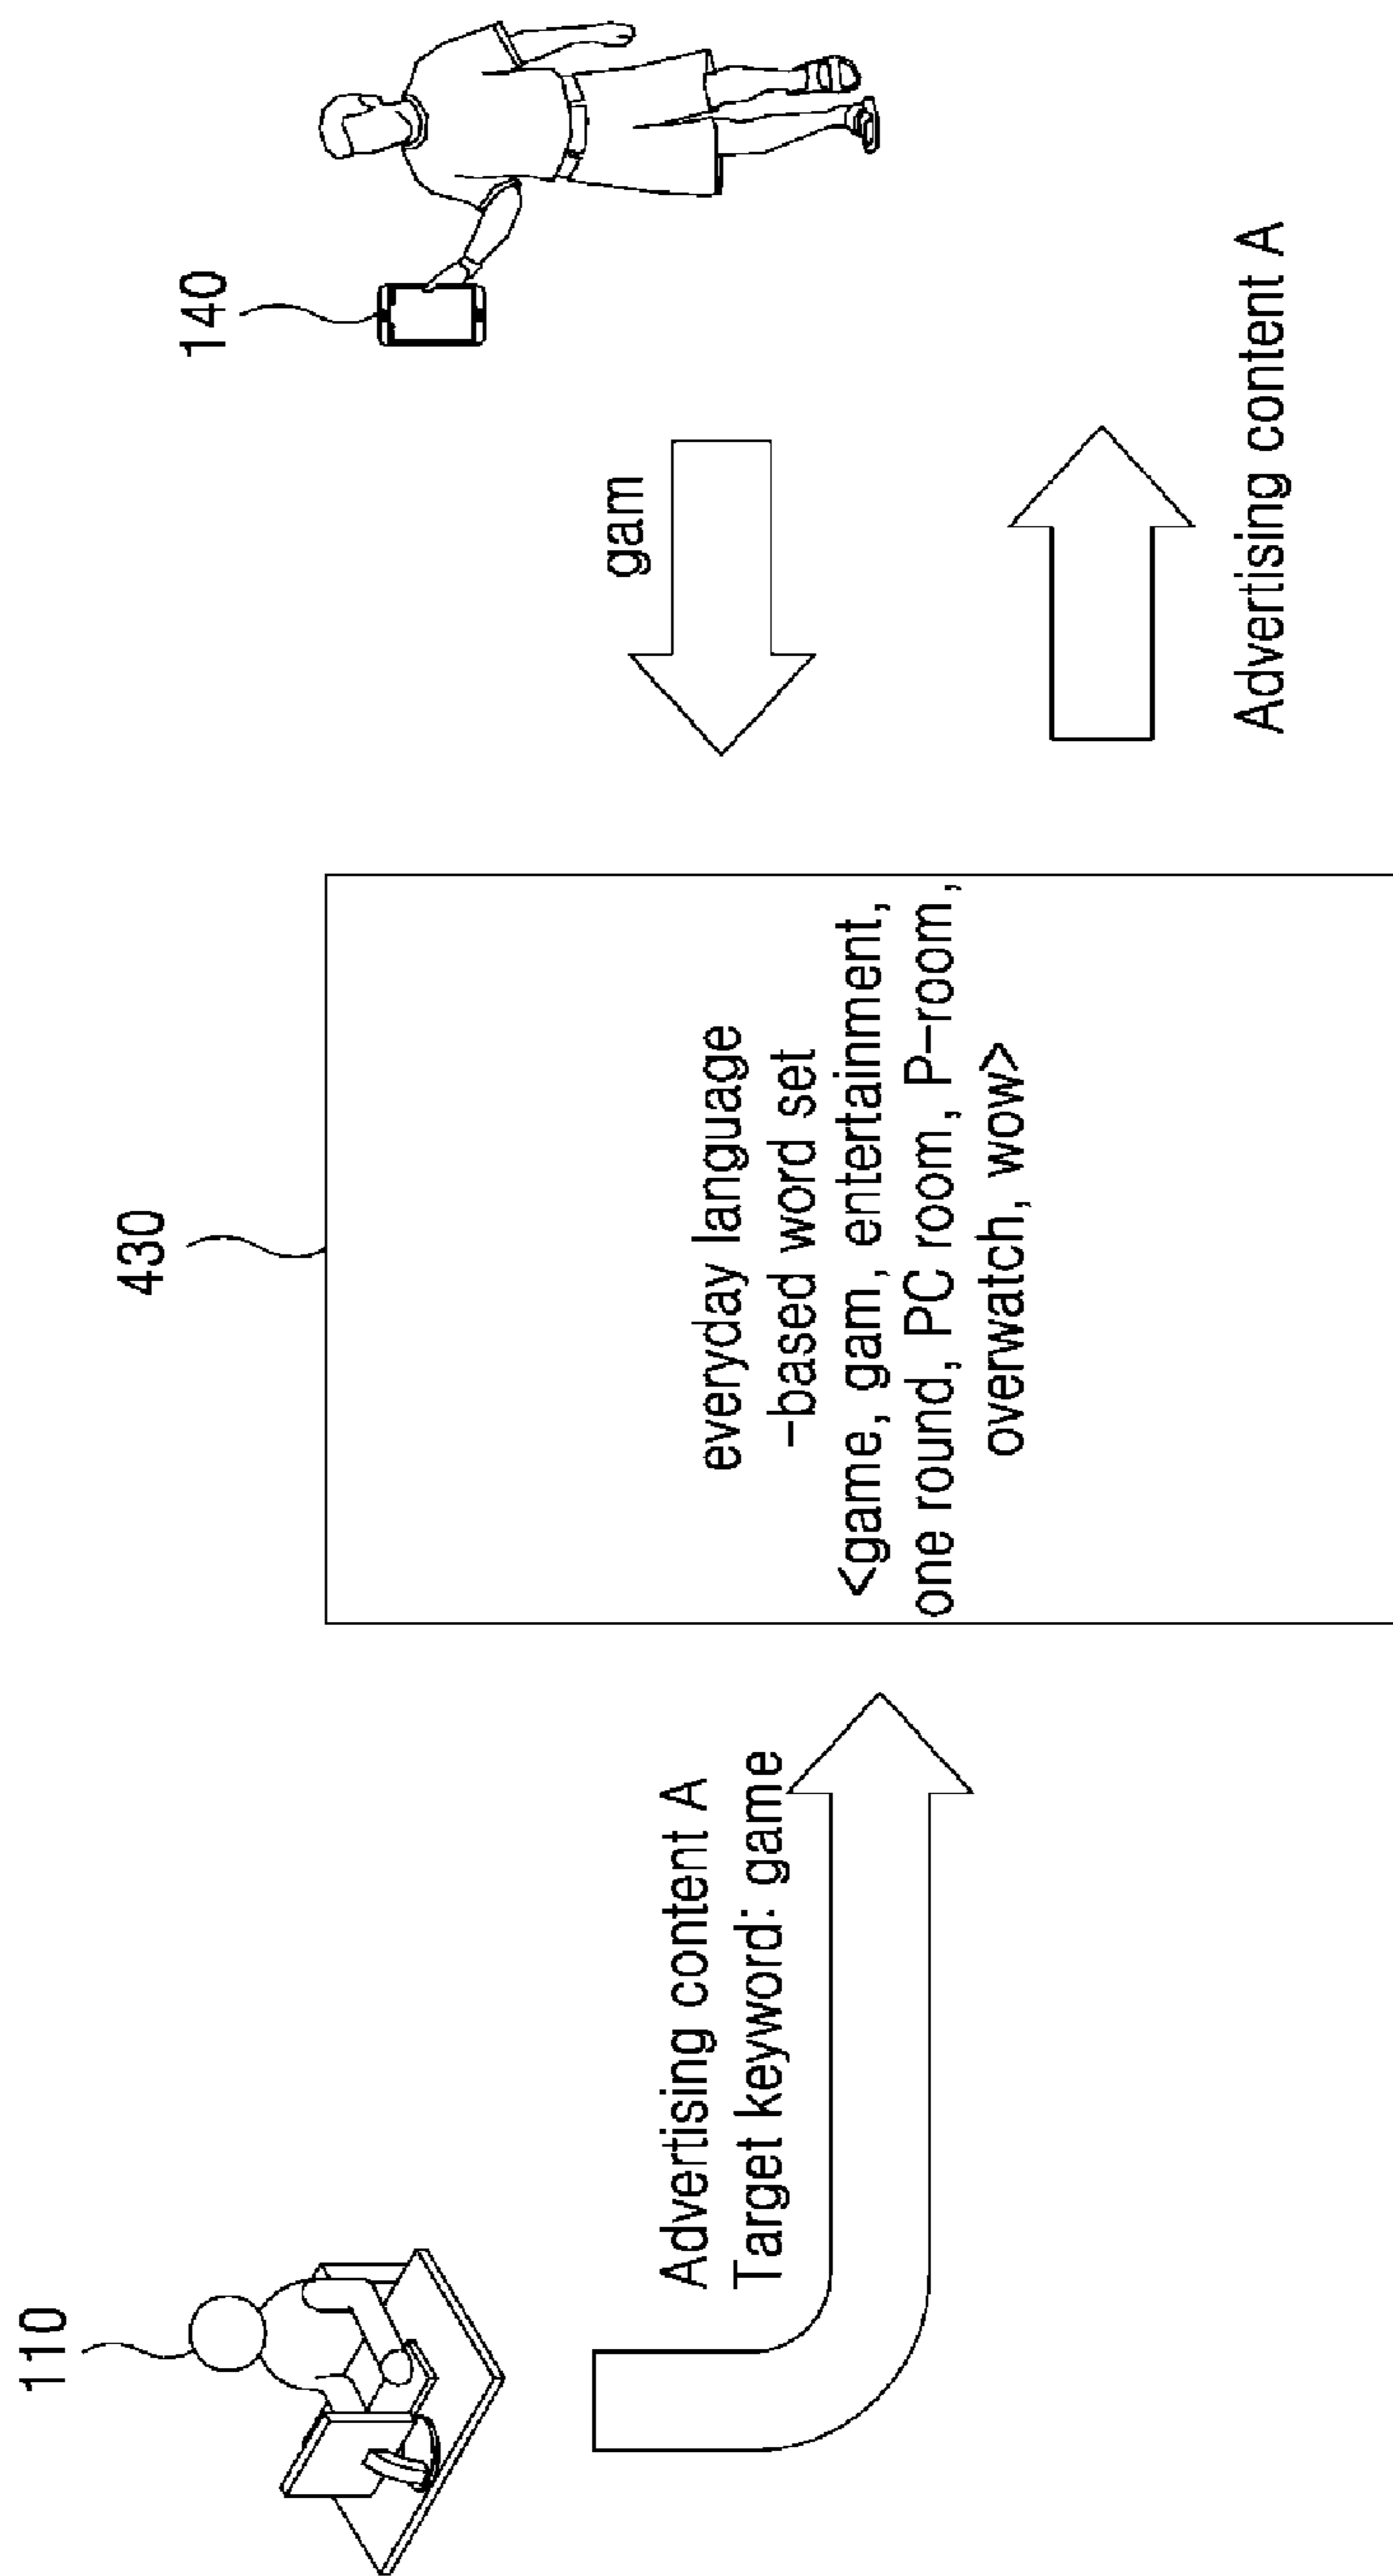 110
430
140
Advertising content A
Target keyword: game
everyday language
-based word set
<game, gam, entertainment,
one round, PC room, P-room,
overwatch, wow>
gam
Advertising content A